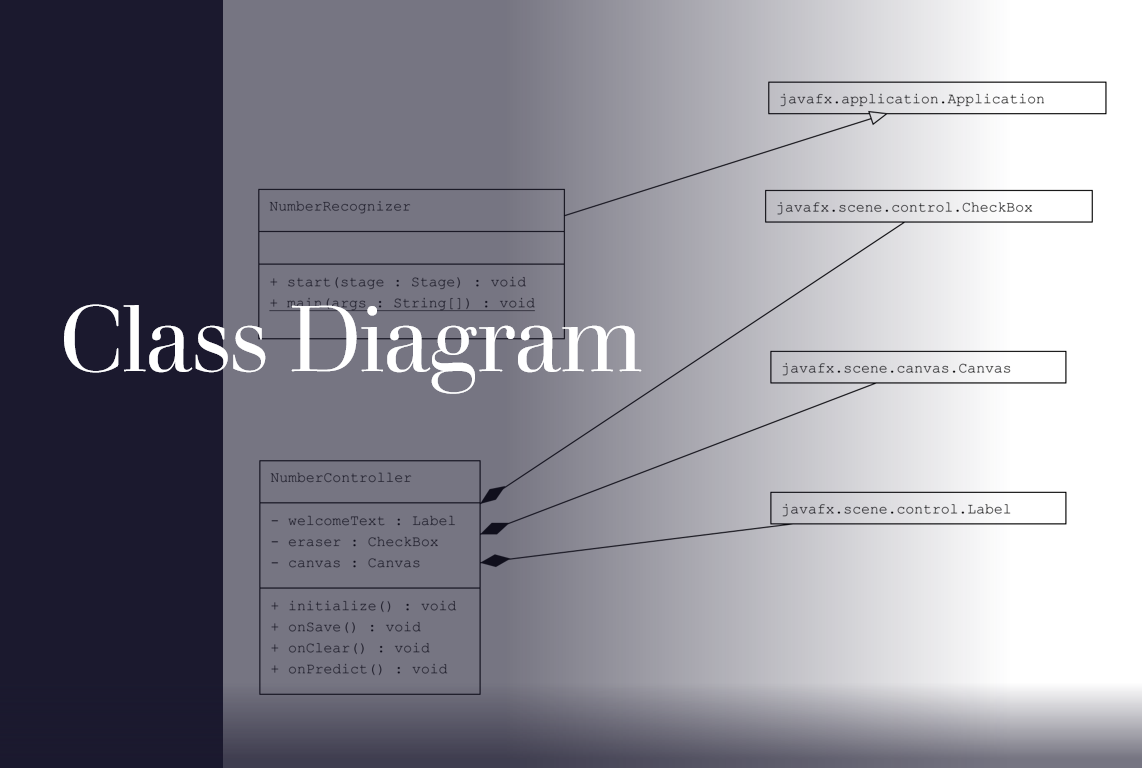 javafx.application.Application
NumberRecognizer
javafx.scene.control.CheckBox
+ start(stage : Stage) : void
+ main(args : String[]) : void
Class Diagram
javafx.scene.canvas.Canvas
NumberController
- welcomeText : Label
- eraser : CheckBox
- canvas : Canvas
javafx.scene.control.Label
+ initialize() : void
+ onSave() : void
+ onClear() : void
+ onPredict() : void